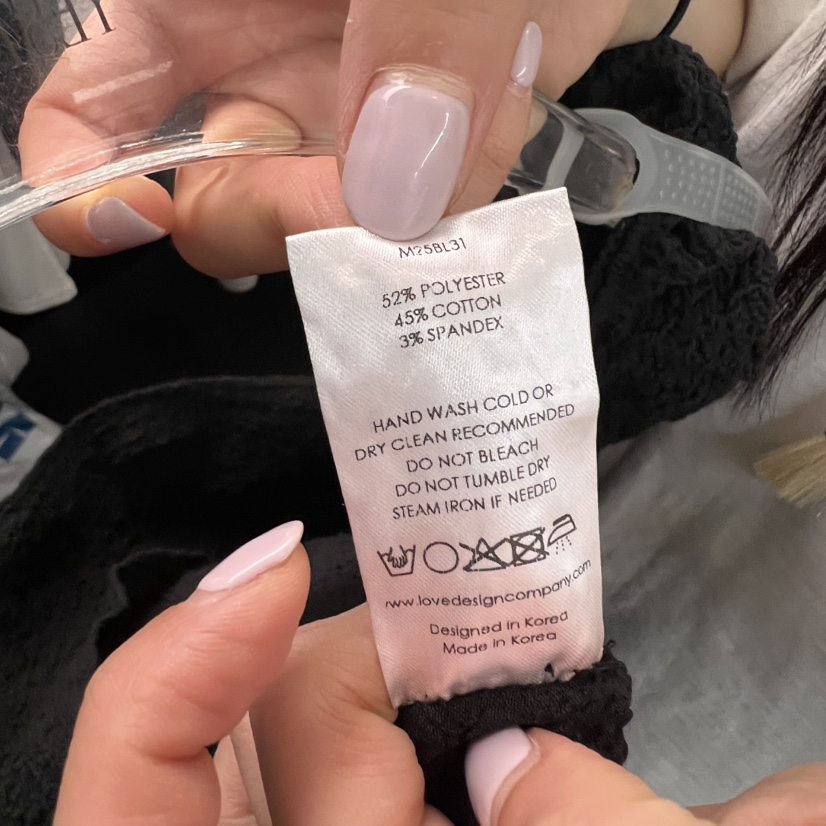 M25BL31
52% POLYESTER
45% COTTON
3% SPANDEX
HAND WASH COLD OR
DRY CLEAN RECOMMENDED
DO NOT BLEACH
DO NOT TUMBLE DRY
STEAM IRON IF NEEDED
www.lovedesigncompany.com
Designed in Korea
Made in Korea